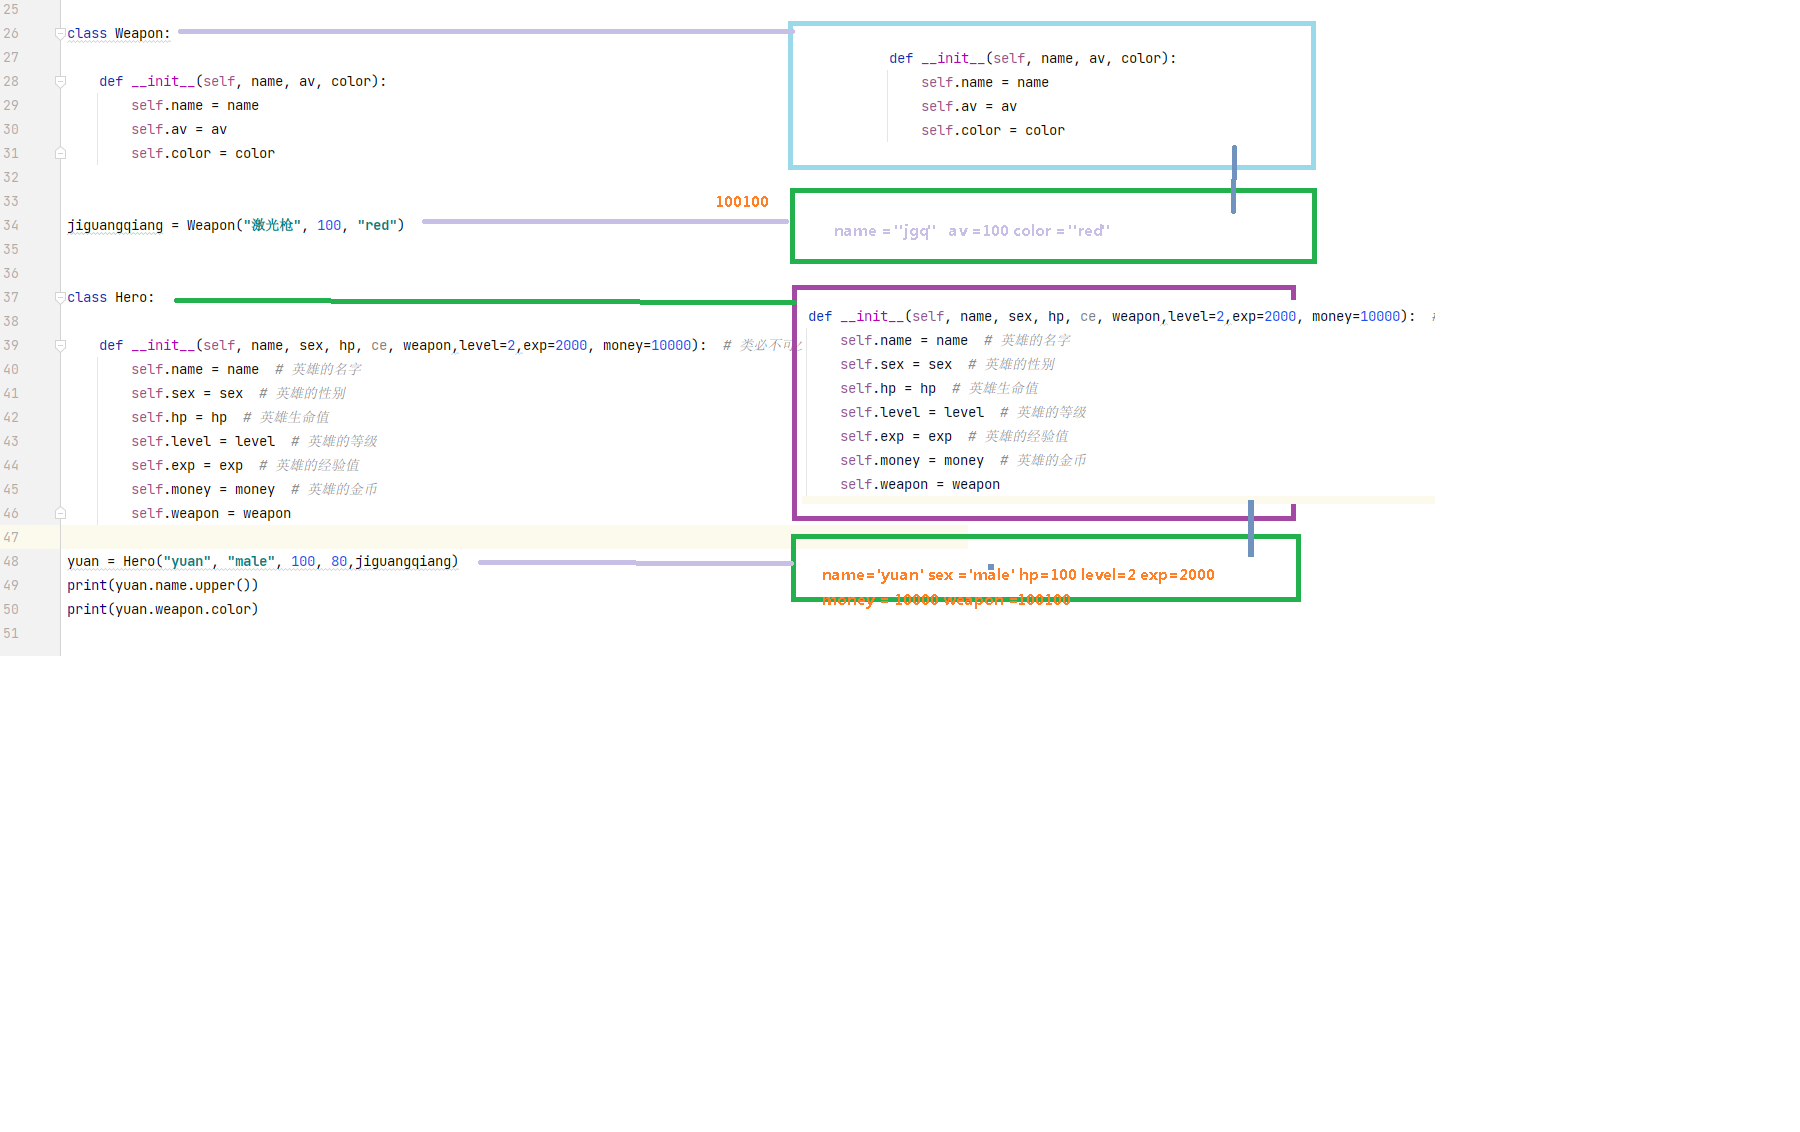 25
26 class Weapon:
27
28 def __init__(self, name, av, color):
29 self.name = name
30 self.av = av
31 self.color = color
32
33
34 jiguangqiang = Weapon("激光枪", 100, "red")
35
36
37 class Hero:
38
39 def __init__(self, name, sex, hp, ce, weapon,level=2,exp=2000, money=10000): # 类必不可
40 self.name = name # 英雄的名字
41 self.sex = sex # 英雄的性别
42 self.hp = hp # 英雄生命值
43 self.level = level # 英雄的等级
44 self.exp = exp # 英雄的经验值
45 self.money = money # 英雄的金币
46 self.weapon = weapon
47
48 yuan = Hero("yuan", "male", 100, 80,jiguangqiang)
49 print(yuan.name.upper())
50 print(yuan.weapon.color)
51
def __init__(self, name, av, color):
self.name = name
self.av = av
self.color = color
100100
name = "jgq" av =100 color = "red"
def __init__(self, name, sex, hp, ce, weapon,level=2,exp=2000, money=10000): #
self.name = name # 英雄的名字
self.sex = sex # 英雄的性别
self.hp = hp # 英雄生命值
self.level = level # 英雄的等级
self.exp = exp # 英雄的经验值
self.money = money # 英雄的金币
self.weapon = weapon
name='yuan' sex ='male' hp=100 level=2 exp=2000
money = 10000 weapon =100100